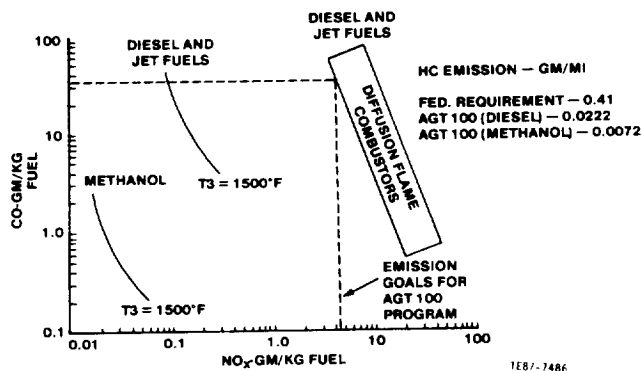 DIESEL AND
JET FUELS
DIESEL AND
JET FUELS
HC EMISSION — GM/MI
FED. REQUIREMENT — 0.41
AGT 100 (DIESEL) — 0.0222
AGT 100 (METHANOL) — 0.0072
DIFFUSION FLAME
COMBUSTORS
METHANOL
T3 = 1500°F
T3 = 1500°F
EMISSION
GOALS FOR
AGT 100
PROGRAM
CO-GM/KG
FUEL
100
10
1.0
0.1
0.01
0.1
1.0
10
100
NOx-GM/KG FUEL
TE87-7486